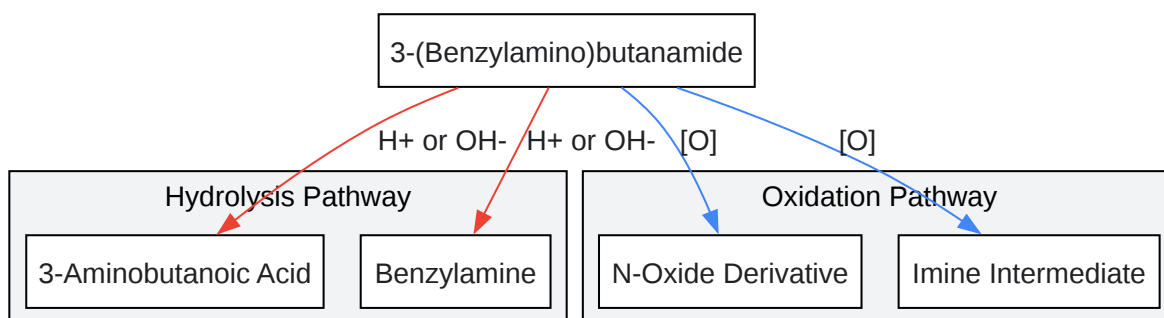 3-(Benzylamino)butanamide
H+ or OH-
H+ or OH-
[O]
[O]
Hydrolysis Pathway
Oxidation Pathway
3-Aminobutanoic Acid
Benzylamine
N-Oxide Derivative
Imine Intermediate